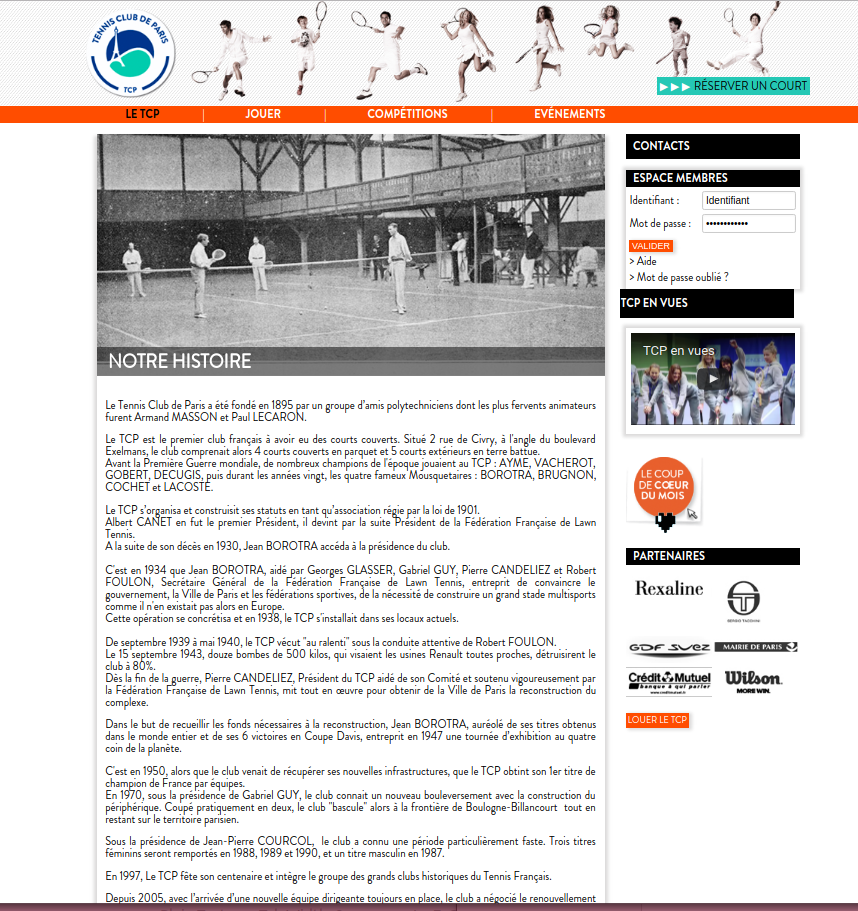 TENNIS CLUB DE PARIS
TCP
▶▶▶ RÉSERVER UN COURT
LE TCP | JOUER | COMPÉTITIONS | EVÉNEMENTS
NOTRE HISTOIRE
Le Tennis Club de Paris a été fondé en 1895 par un groupe d'amis polytechniciens dont les plus fervents animateurs
furent Armand MASSON et Paul LECARON.
Le TCP est le premier club français à avoir eu des courts couverts. Situé 2 rue de Civry, à l'angle du boulevard
Exelmans, le club comprenait alors 4 courts couverts en parquet et 5 courts extérieurs en terre battue.
Avant la Première Guerre mondiale, de nombreux champions de l'époque jouaient au TCP : AYME, VACHEROT,
GOBERT, DECUGIS, puis durant les années vingt, les quatre fameux Mousquetaires : BOROTRA, BRUGNON,
COCHET et LACOSTE.
Le TCP s'organisa et construisit ses statuts en tant qu'association régie par la loi de 1901.
Albert CANET en fut le premier Président, il devint par la suite Président de la Fédération Française de Lawn
Tennis.
A la suite de son décès en 1930, Jean BOROTRA accéda à la présidence du club.
C'est en 1934 que Jean BOROTRA, aidé par Georges GLASSER, Gabriel GUY, Pierre CANDELIEZ et Robert
FOULON, Secrétaire Général de la Fédération Française de Lawn Tennis, entreprit de convaincre le
gouvernement, la Ville de Paris et les fédérations sportives, de la nécessité de construire un grand stade multisports
comme il n'en existait pas alors en Europe.
Cette opération se concrétisa et en 1938, le TCP s'installait dans ses locaux actuels.
De septembre 1939 à mai 1940, le TCP vécut "au ralenti" sous la conduite attentive de Robert FOULON.
Le 15 septembre 1943, douze bombes de 500 kilos, qui visaient les usines Renault toutes proches, détruisirent le
club à 80%.
Dès la fin de la guerre, Pierre CANDELIEZ, Président du TCP aidé de son Comité et soutenu vigoureusement par
la Fédération Française de Lawn Tennis, mit tout en œuvre pour obtenir de la Ville de Paris la reconstruction du
complexe.
Dans le but de recueillir les fonds nécessaires à la reconstruction, Jean BOROTRA, auréolé de ses titres obtenus
dans le monde entier et de ses 6 victoires en Coupe Davis, entreprit en 1947 une tournée d'exhibition au quatre
coin de la planète.
C'est en 1950, alors que le club venait de récupérer ses nouvelles infrastructures, que le TCP obtint son 1er titre de
champion de France par équipes.
En 1970, sous la présidence de Gabriel GUY, le club connait un nouveau bouleversement avec la construction du
périphérique. Coupé pratiquement en deux, le club "bascule" alors à la frontière de Boulogne-Billancourt tout en
restant sur le territoire parisien.
Sous la présidence de Jean-Pierre COURCOL, le club a connu une période particulièrement faste. Trois titres
féminins seront remportés en 1988, 1989 et 1990, et un titre masculin en 1987.
En 1997, Le TCP fête son centenaire et intègre le groupe des grands clubs historiques du Tennis Français.
Depuis 2005, avec l'arrivée d'une nouvelle équipe dirigeante toujours en place, le club a négocié le renouvellement
CONTACTS
ESPACE MEMBRES
Identifiant : Identifiant
Mot de passe : ••••••••••••
VALIDER
> Aide
> Mot de passe oublié ?
TCP EN VUES
TCP en vues
LE COUP
DE CŒUR
DU MOIS
PARTENAIRES
Rexaline
SERGIO TACCHINI
GDF SUEZ MAIRIE DE PARIS
Crédit Mutuel
banque à qui parler
www.creditmutuel.com
Wilson.
MORE WIN.
LOUER LE TCP